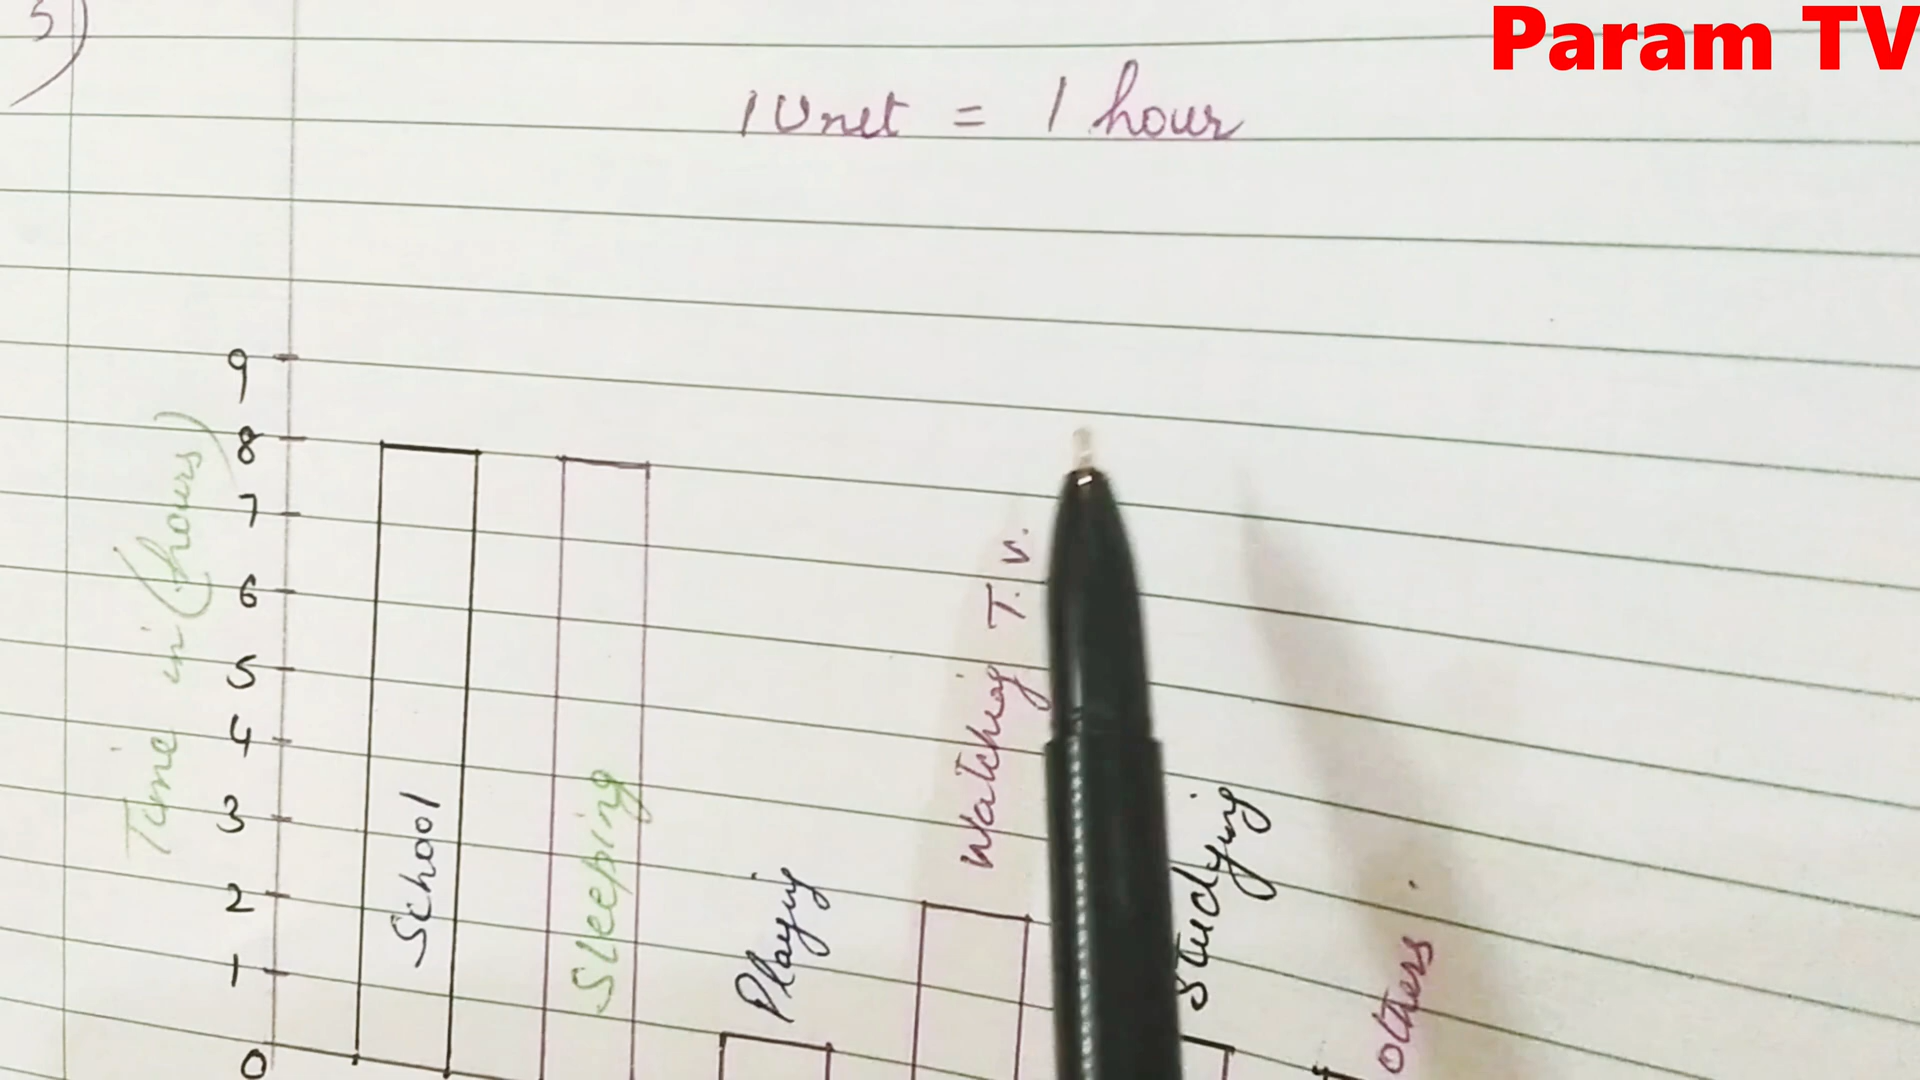 Param TV
5)
1 Unet = 1 hour
9
8
7
6
5
4
3
2
1
0
Time in (hours)
School
Sleeping
Playing
Watching T.V.
Studying
others